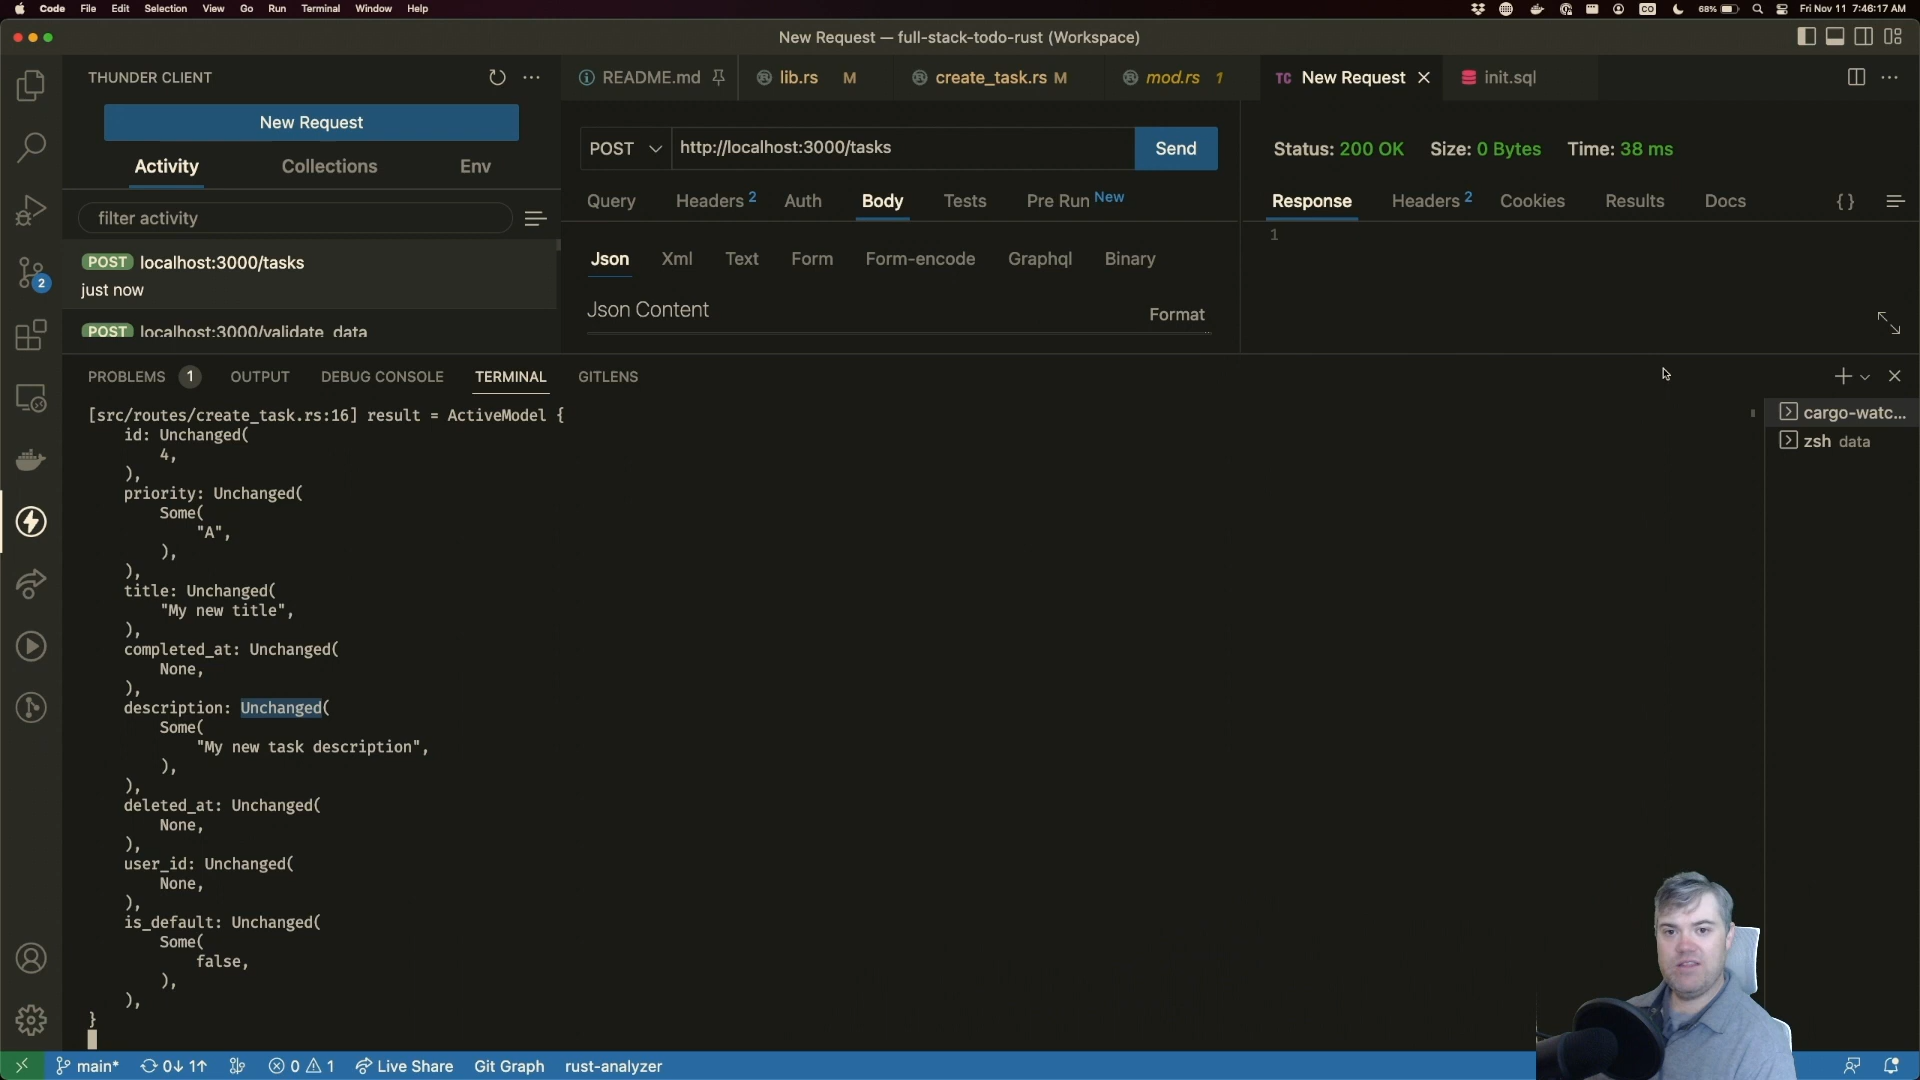 Code File Edit Selection View Go Run Terminal Window Help
CO 68% Fri Nov 11 7:46:17 AM
New Request — full-stack-todo-rust (Workspace)
THUNDER CLIENT
README.md
lib.rs M
create_task.rs M
mod.rs 1
TC New Request
init.sql
New Request
Activity Collections Env
filter activity
POST localhost:3000/tasks
just now
POST localhost:3000/validate_data
POST http://localhost:3000/tasks Send
Query Headers 2 Auth Body Tests Pre Run New
Json Xml Text Form Form-encode Graphql Binary
Json Content
Format
Status: 200 OK Size: 0 Bytes Time: 38 ms
Response Headers 2 Cookies Results Docs {}
1
2
PROBLEMS 1 OUTPUT DEBUG CONSOLE TERMINAL GITLENS
[src/routes/create_task.rs:16] result = ActiveModel {
id: Unchanged(
4,
),
priority: Unchanged(
Some(
"A",
),
),
title: Unchanged(
"My new title",
),
completed_at: Unchanged(
None,
),
description: Unchanged(
Some(
"My new task description",
),
),
deleted_at: Unchanged(
None,
),
user_id: Unchanged(
None,
),
is_default: Unchanged(
Some(
false,
),
),
}
cargo-watc...
zsh data
main* 0↓ 1↑ 0 1 Live Share Git Graph rust-analyzer